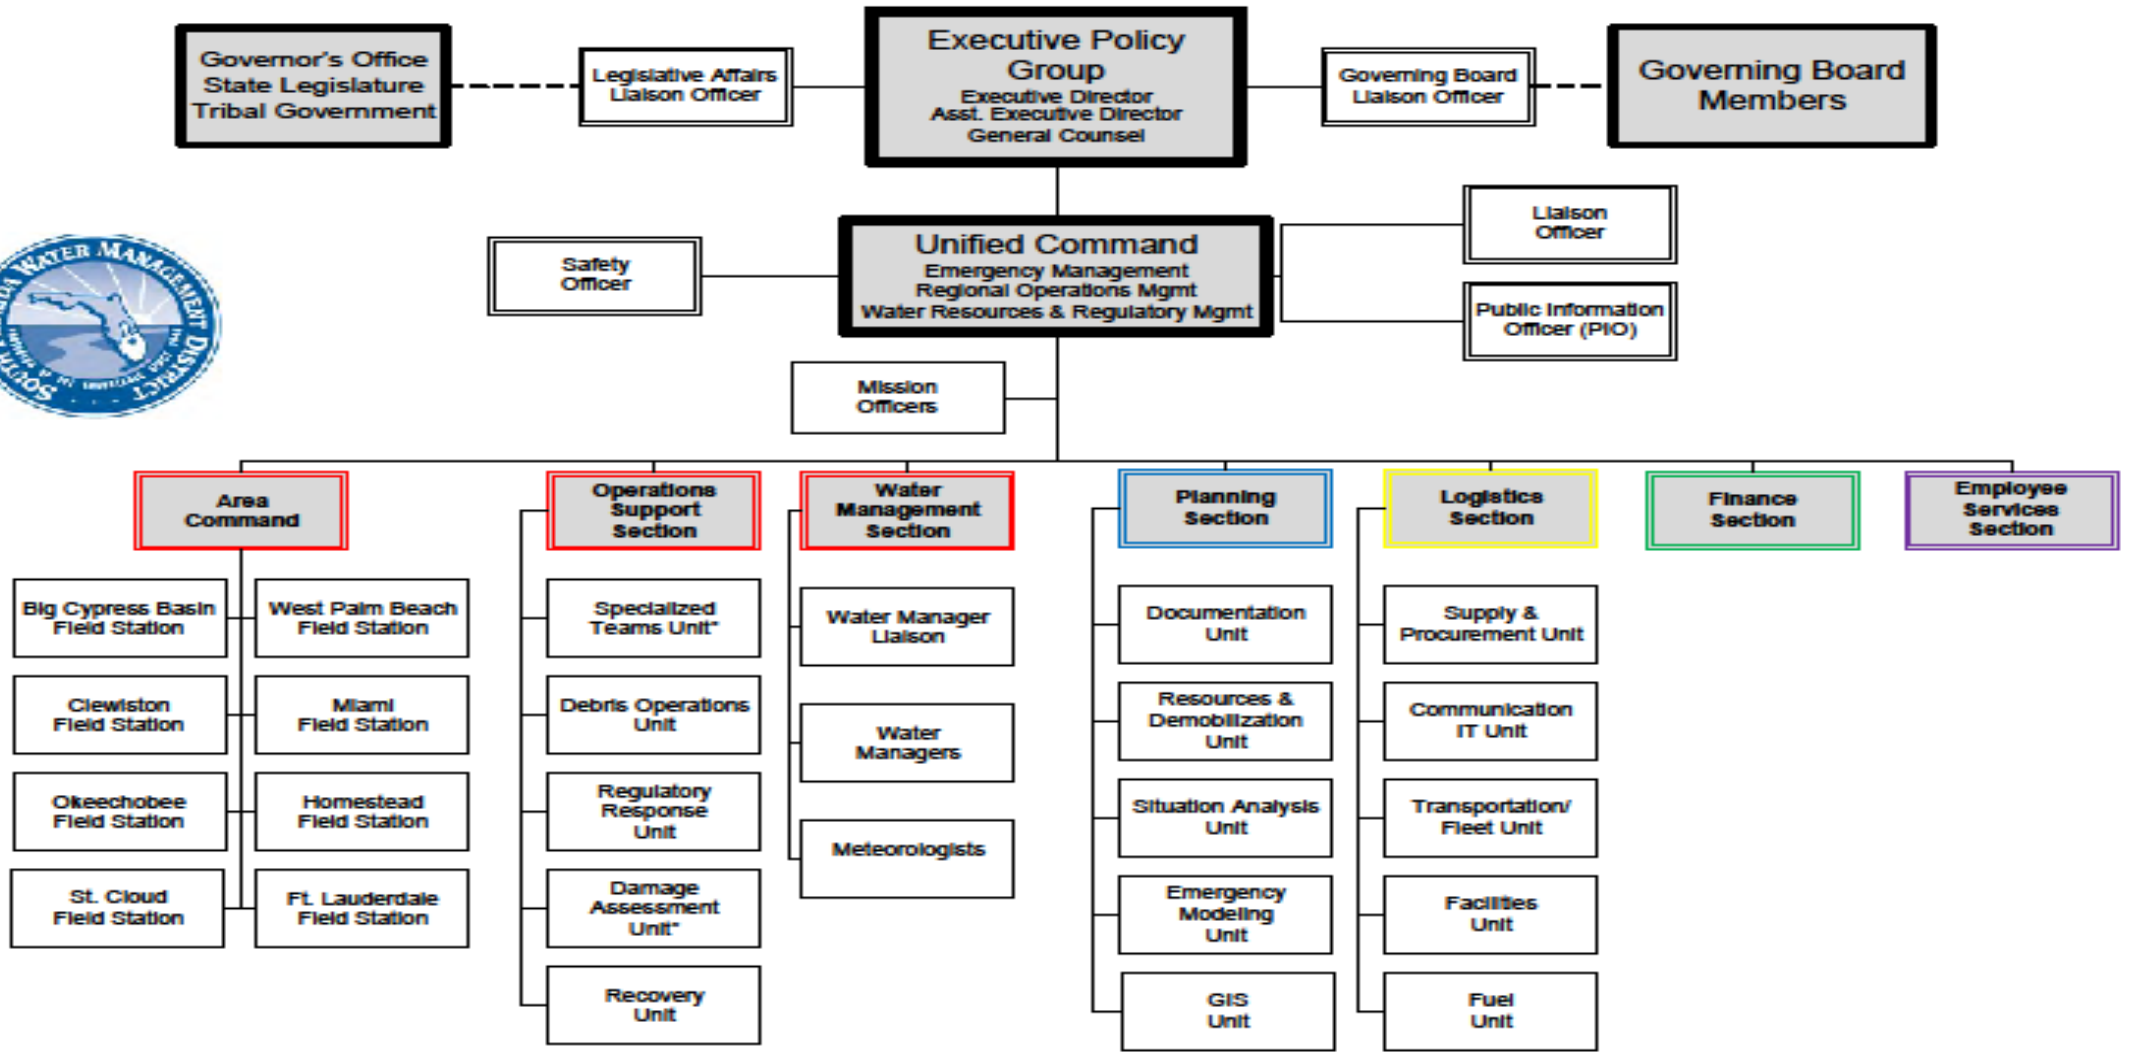 Governor's Office
State Legislature
Tribal Government
Legislative Affairs
Liaison Officer
Executive Policy
Group
Executive Director
Asst. Executive Director
General Counsel
Governing Board
Liaison Officer
Governing Board
Members
WATER MANAGEMENT DISTRICT
SOUTH
Safety
Officer
Unified Command
Emergency Management
Regional Operations Mgmt
Water Resources & Regulatory Mgmt
Liaison
Officer
Public Information
Officer (PIO)
Mission
Officers
Area
Command
Big Cypress Basin
Field Station
West Palm Beach
Field Station
Clewiston
Field Station
Miami
Field Station
Okeechobee
Field Station
Homestead
Field Station
St. Cloud
Field Station
Ft. Lauderdale
Field Station
Operations
Support
Section
Specialized
Teams Unit*
Debris Operations
Unit
Regulatory
Response
Unit
Damage
Assessment
Unit*
Recovery
Unit
Water
Management
Section
Water Manager
Liaison
Water
Managers
Meteorologists
Planning
Section
Documentation
Unit
Resources &
Demobilization
Unit
Situation Analysis
Unit
Emergency
Modeling
Unit
GIS
Unit
Logistics
Section
Supply &
Procurement Unit
Communication
IT Unit
Transportation/
Fleet Unit
Facilities
Unit
Fuel
Unit
Finance
Section
Employee
Services
Section